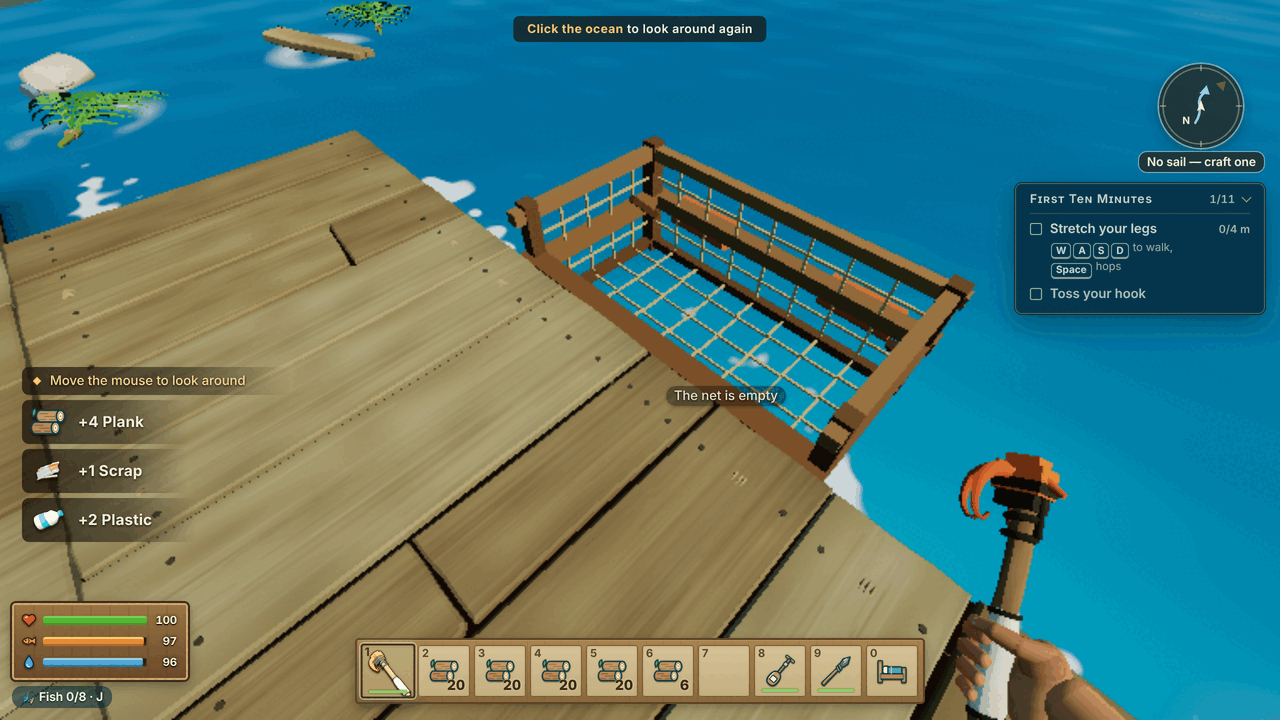 Click the ocean to look around again
N
No sail — craft one
First Ten Minutes 1/11
Stretch your legs 0/4 m
W A S D to walk,
Space hops
Toss your hook
Move the mouse to look around
+4 Plank
+1 Scrap
+2 Plastic
The net is empty
100
97
96
Fish 0/8 · J
1 2 3 4 5 6 7 8 9 0
20 20 20 20 6